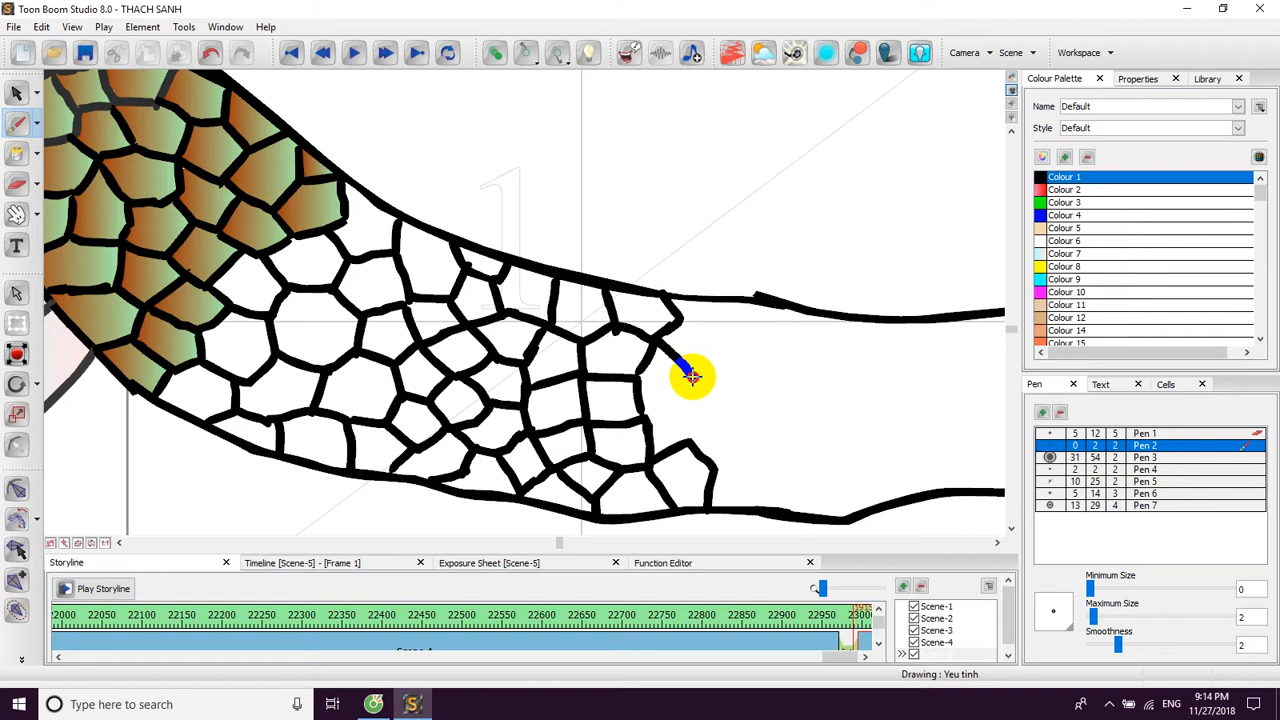 Toon Boom Studio 8.0 - THACH SANH
File Edit View Play Element Tools Window Help
Camera Scene Workspace
Colour Palette Properties Library
Name Default
Style Default
Colour 1
Colour 2
Colour 3
Colour 4
Colour 5
Colour 6
Colour 7
Colour 8
Colour 9
Colour 10
Colour 11
Colour 12
Colour 14
Colour 15
1
Pen Text Cells
5 12 5 Pen 1
0 2 2 Pen 2
31 54 2 Pen 3
2 2 2 Pen 4
10 25 2 Pen 5
5 14 3 Pen 6
13 29 4 Pen 7
Minimum Size
0
Maximum Size
2
Smoothness
2
Storyline Timeline [Scene-5] - [Frame 1] Exposure Sheet [Scene-5] Function Editor
Play Storyline
22050 22100 22150 22200 22250 22300 22350 22400 22450 22500 22550 22600 22650 22700 22750 22800 22850
Scene-1
Scene-2
Scene-3
Scene-4
Drawing : Yeu tinh
Type here to search
ENG
9:14 PM
11/27/2018